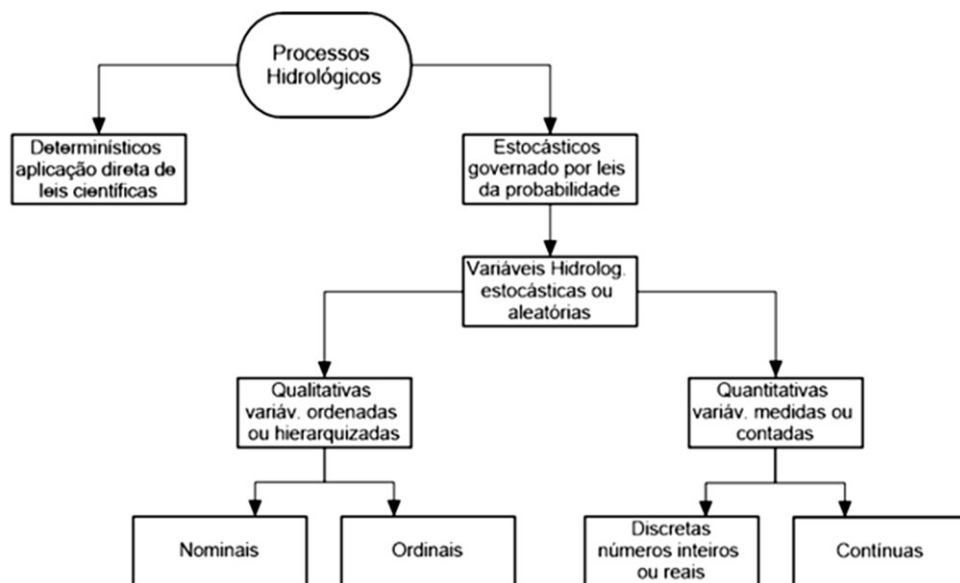 Processos
Hidrológicos
Determinísticos
aplicação direta de
leis científicas
Estocásticos
governado por leis
da probabilidade
Variáveis Hidrolog.
estocásticas ou
aleatórias
Qualitativas
variáv. ordenadas
ou hierarquizadas
Quantitativas
variáv. medidas ou
contadas
Nominais
Ordinais
Discretas
números inteiros
ou reais
Contínuas